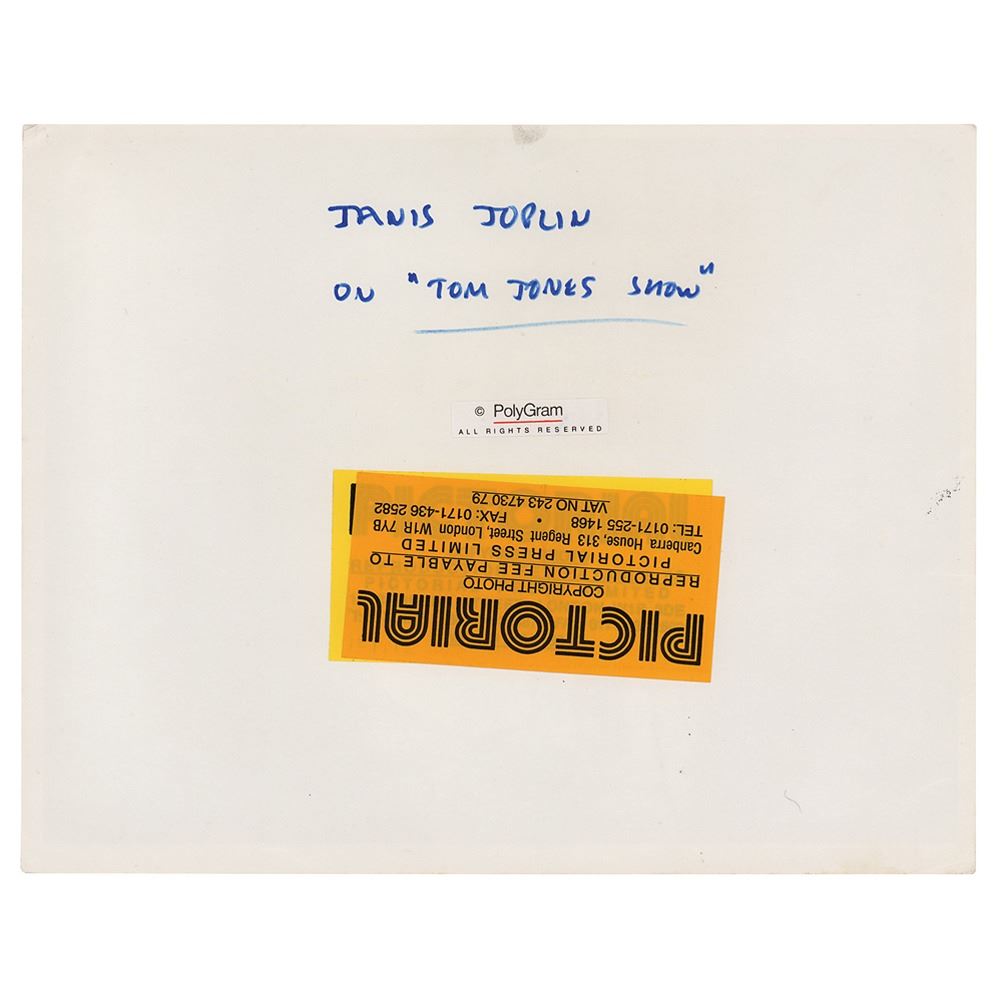 JANIS JOPLIN
ON "TOM JONES SHOW"
© PolyGram
ALL RIGHTS RESERVED
PICTORIAL
COPYRIGHT PHOTO
REPRODUCTION FEE PAYABLE TO
PICTORIAL PRESS LIMITED
Canberra House, 313 Regent Street, London W1R 7YB
TEL: 0171-255 1468 • FAX: 0171-436 2582
VAT NO 243 4730 79